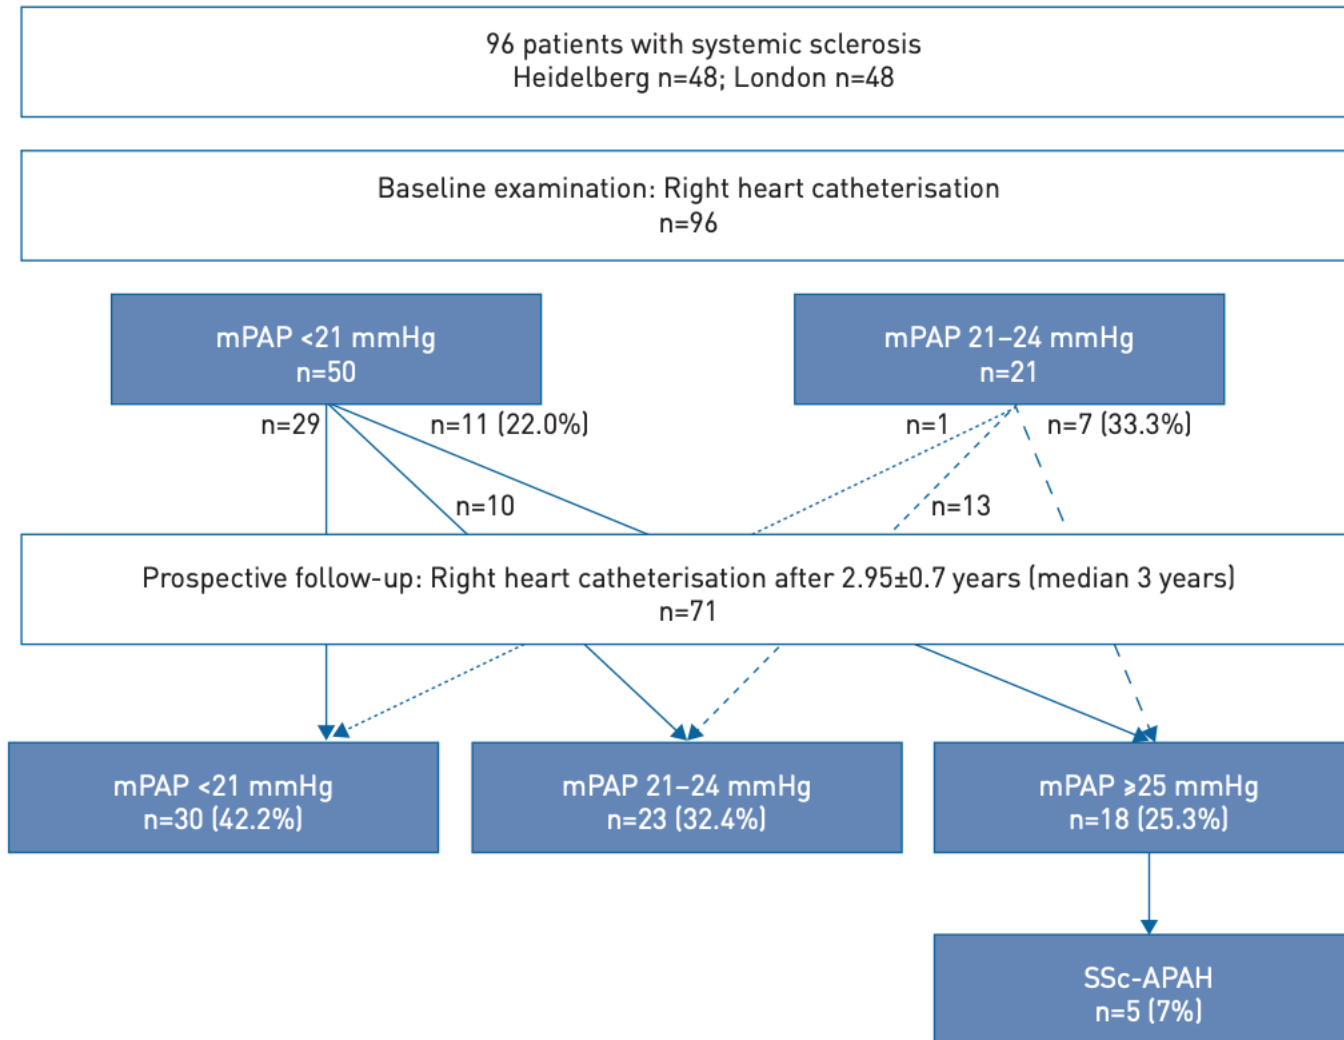 96 patients with systemic sclerosis
Heidelberg n=48; London n=48
Baseline examination: Right heart catheterisation
n=96
mPAP <21 mmHg
n=50
mPAP 21–24 mmHg
n=21
n=29
n=11 (22.0%)
n=1
n=7 (33.3%)
n=10
n=13
Prospective follow-up: Right heart catheterisation after 2.95±0.7 years (median 3 years)
n=71
mPAP <21 mmHg
n=30 (42.2%)
mPAP 21–24 mmHg
n=23 (32.4%)
mPAP ⩾25 mmHg
n=18 (25.3%)
SSc-APAH
n=5 (7%)